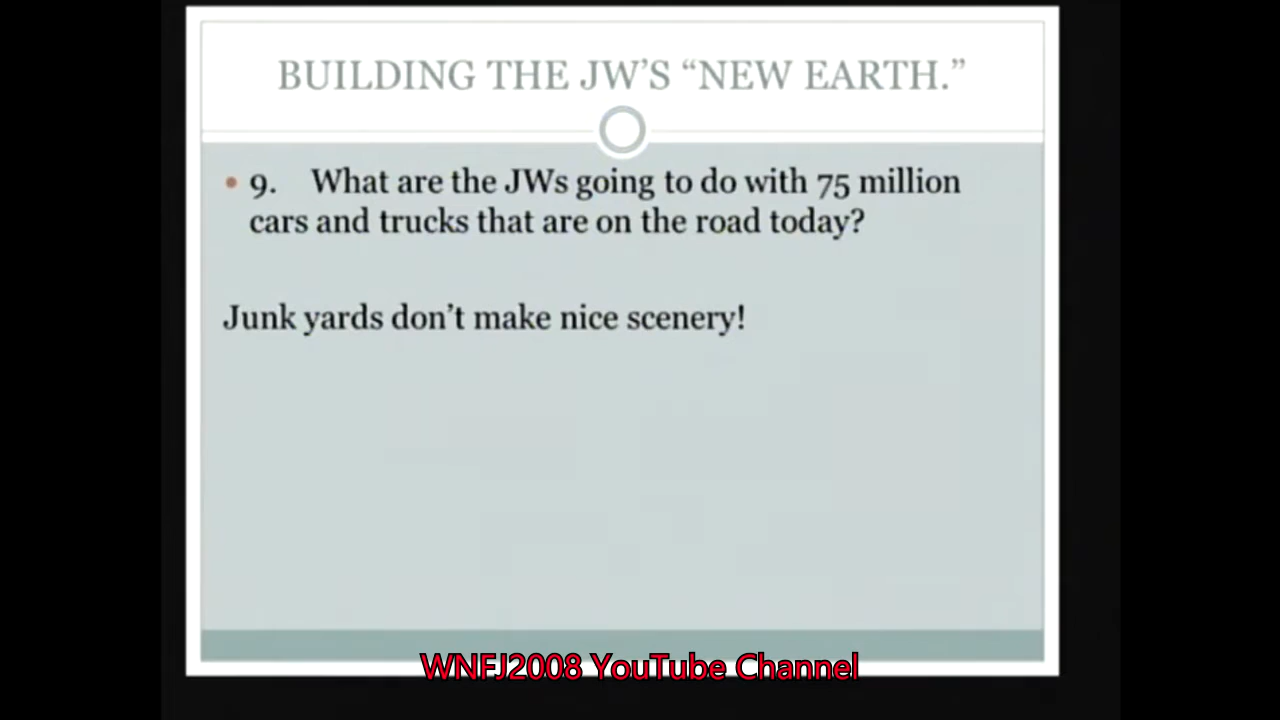 BUILDING THE JW'S “NEW EARTH.”
• 9. What are the JWs going to do with 75 million
cars and trucks that are on the road today?
Junk yards don't make nice scenery!
WNFJ2008 YouTube Channel